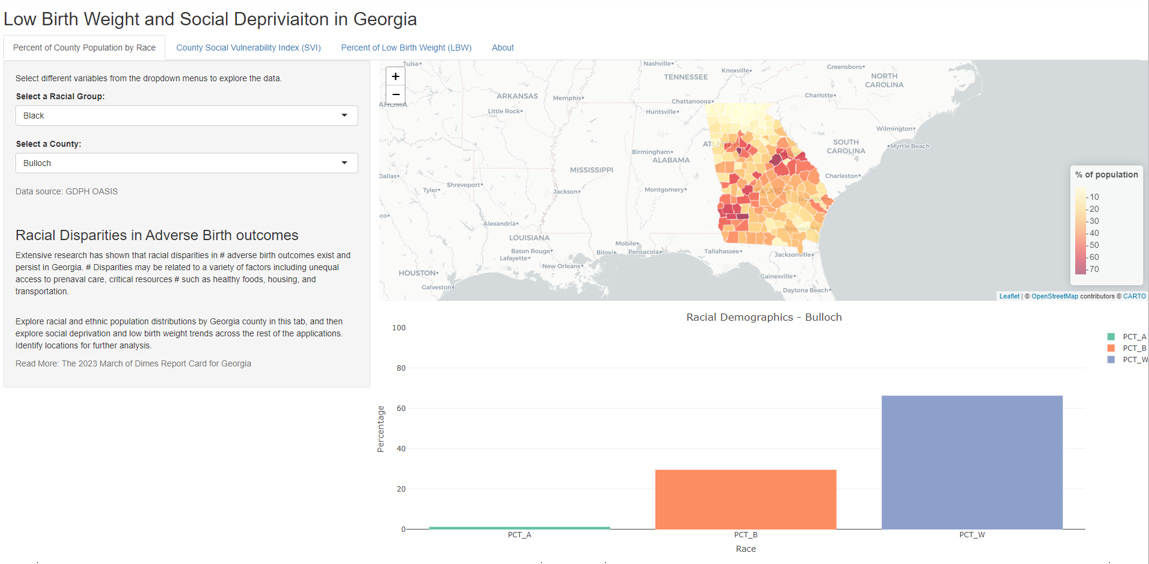 Low Birth Weight and Social Depriviaiton in Georgia
Percent of County Population by Race
County Social Vulnerability Index (SVI)
Percent of Low Birth Weight (LBW)
About
Select different variables from the dropdown menus to explore the data.
Select a Racial Group:
Black
Select a County:
Bulloch
Data source: GDPH OASIS
Racial Disparities in Adverse Birth outcomes
Extensive research has shown that racial disparities in # adverse birth outcomes exist and
persist in Georgia. # Disparities may be related to a variety of factors including unequal
access to prenaval care, critical resources # such as healthy foods, housing, and
transportation.
Explore racial and ethnic population distributions by Georgia county in this tab, and then
explore social deprivation and low birth weight trends across the rest of the applications.
Identify locations for further analysis.
Read More: The 2023 March of Dimes Report Card for Georgia
+
−
Tulsa
Nashville
Knoxville
Greensboro
TENNESSEE
NORTH
CAROLINA
ARKANSAS
Memphis
Chattanooga
Charlotte
Little Rock
Huntsville
Wilmington
SOUTH
CAROLINA
Myrtle Beach
Birmingham
ALABAMA
AT
MISSISSIPPI
Dallas
Charleston
Shreveport
Tyler
Jackson
Montgomery
Alexandria
LOUISIANA
Mobile
Baton Rouge
Biloxi
Pensacola
Tallahassee
Jacksonville
Lafayette
New Orleans
HOUSTON
Gainesville
Galveston
Daytona Beach
% of population
10
20
30
40
50
60
70
Leaflet | © OpenStreetMap contributors © CARTO
Racial Demographics - Bulloch
100
80
60
40
20
0
Percentage
PCT_A
PCT_B
PCT_W
Race
PCT_A
PCT_B
PCT_W